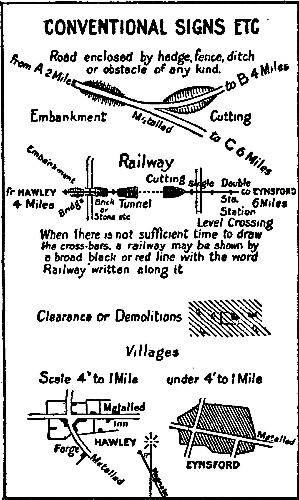 CONVENTIONAL SIGNS ETC
Road enclosed by hedge, fence, ditch
or obstacle of any kind.
from A 2 Miles
to B 4 Miles
Embankment
Metalled
Cutting
to C 6 Miles
Railway
Embankment
Cutting
Single
Double
fr HAWLEY
4 Miles
Bridge
Brick
or
Stone etc
Tunnel
Sta.
Station
to EYNSFORD
6 Miles
Level Crossing
When there is not sufficient time to draw
the cross-bars, a railway may be shown by
a broad black or red line with the word
Railway written along it
Clearance or Demolitions
Villages
Scale 4" to 1 Mile
under 4" to 1 Mile
Metalled
Inn
HAWLEY
Forge
Metalled
Metalled
EYNSFORD